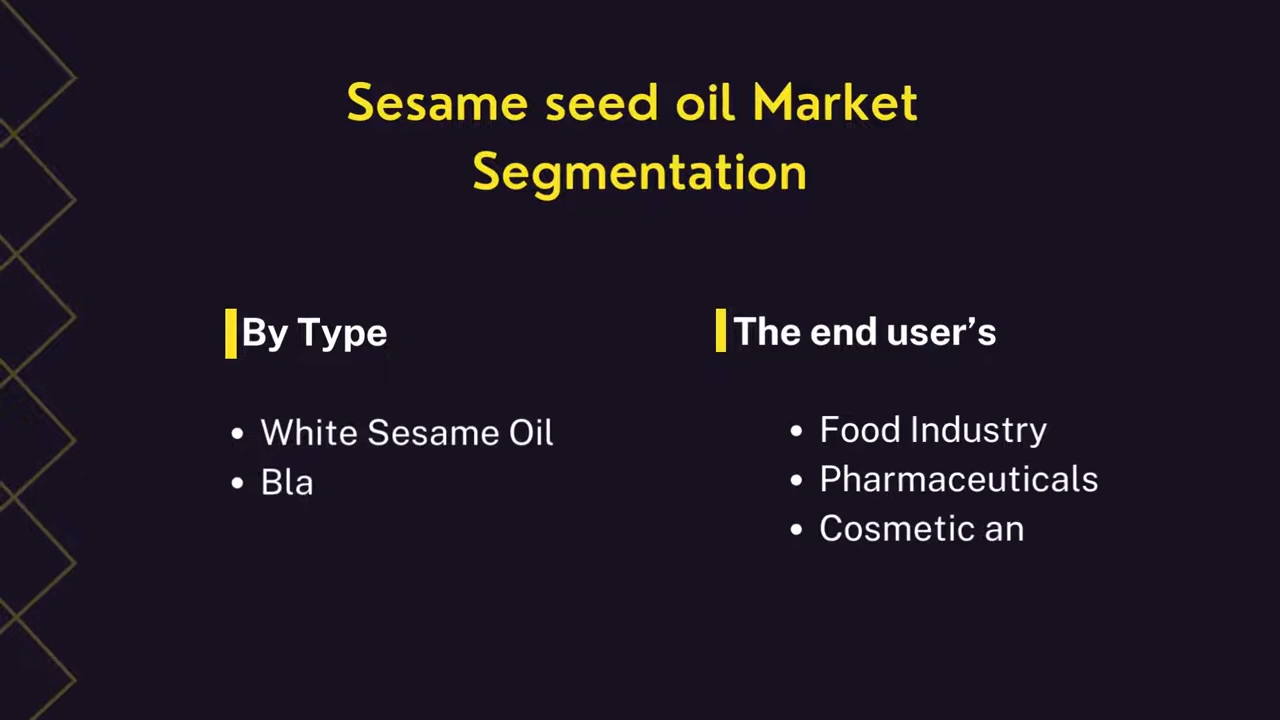 Sesame seed oil Market
Segmentation
By Type
• White Sesame Oil
• Bla
The end user’s
• Food Industry
• Pharmaceuticals
• Cosmetic an